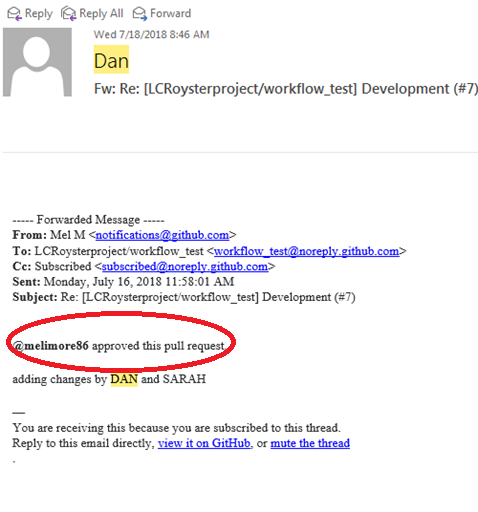 Reply Reply All Forward
Wed 7/18/2018 8:46 AM
Dan
Fw: Re: [LCRoysterproject/workflow_test] Development (#7)
----- Forwarded Message -----
From: Mel M <notifications@github.com>
To: LCRoysterproject/workflow_test <workflow_test@noreply.github.com>
Cc: Subscribed <subscribed@noreply.github.com>
Sent: Monday, July 16, 2018 11:58:01 AM
Subject: Re: [LCRoysterproject/workflow_test] Development (#7)
@melimore86 approved this pull request.
adding changes by DAN and SARAH
—
You are receiving this because you are subscribed to this thread.
Reply to this email directly, view it on GitHub, or mute the thread
.